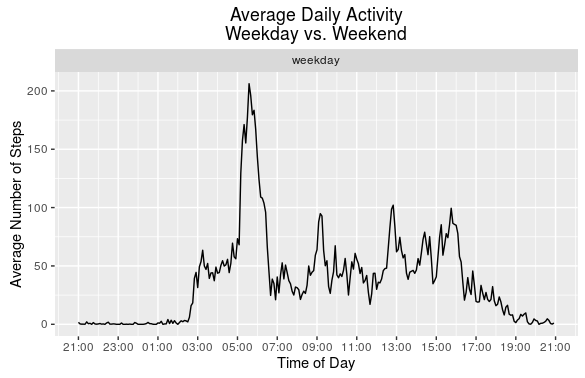 Average Daily Activity
Weekday vs. Weekend
weekday
Average Number of Steps
200
150
100
50
0
21:00 23:00 01:00 03:00 05:00 07:00 09:00 11:00 13:00 15:00 17:00 19:00 21:00
Time of Day